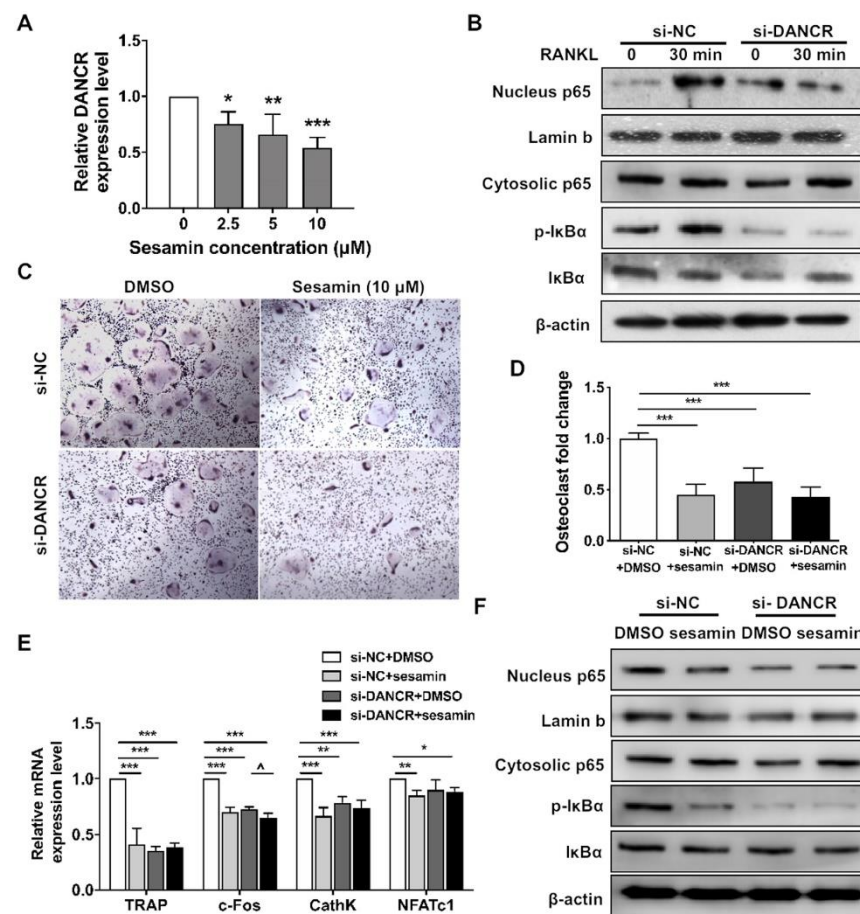 A
Relative DANCR
expression level
1.5
1.0
0.5
0.0
*
**
***
0 2.5 5 10
Sesamin concentration (μM)
B
si-NC si-DANCR
RANKL 0 30 min 0 30 min
Nucleus p65
Lamin b
Cytosolic p65
p-IκBα
IκBα
β-actin
C
DMSO Sesamin (10 μM)
si-NC
si-DANCR
D
Osteoclast fold change
1.5
1.0
0.5
0.0
***
***
***
si-NC si-NC si-DANCR si-DANCR
+DMSO +sesamin +DMSO +sesamin
E
si-NC+DMSO
si-NC+sesamin
si-DANCR+DMSO
si-DANCR+sesamin
Relative mRNA
expression level
1.5
1.0
0.5
0.0
*** *** *** *
*** *** **
*** *** ^ *** **
TRAP c-Fos CathK NFATc1
F
si-NC si- DANCR
DMSO sesamin DMSO sesamin
Nucleus p65
Lamin b
Cytosolic p65
p-IκBα
IκBα
β-actin